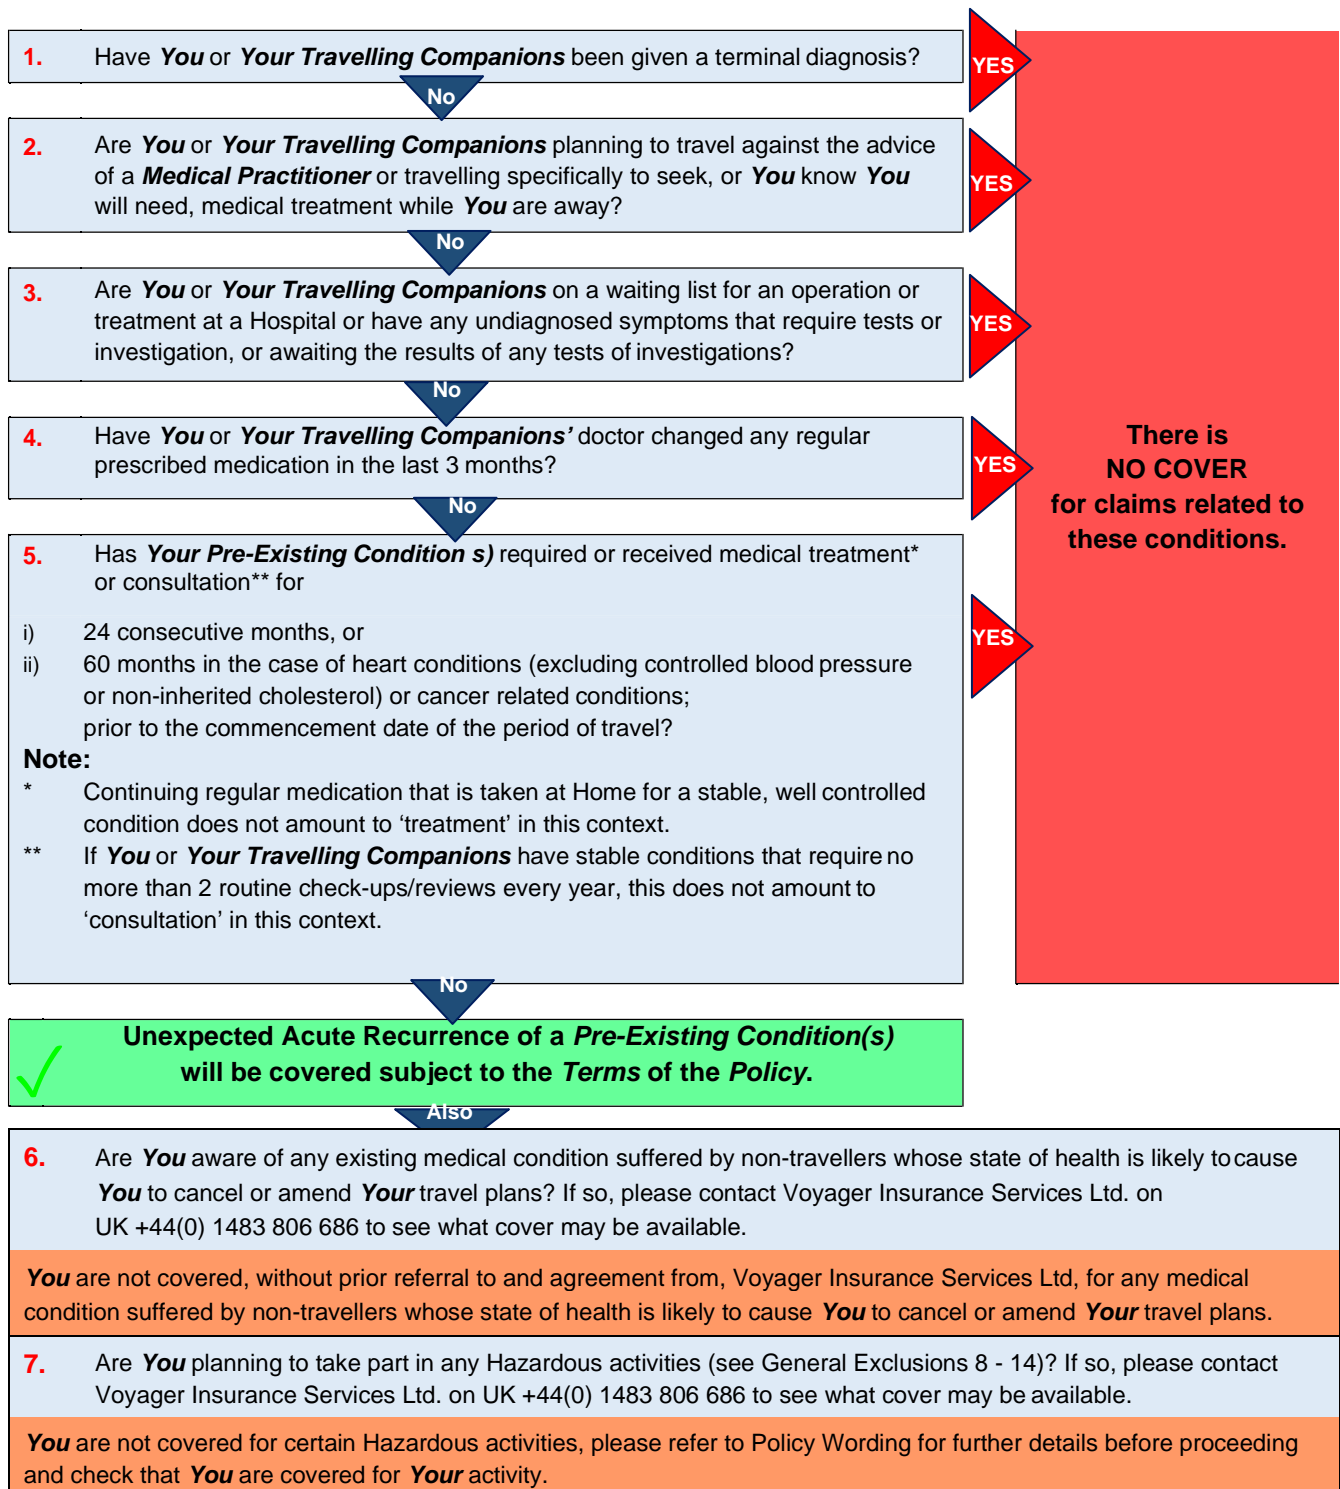 1. Have You or Your Travelling Companions been given a terminal diagnosis?
YES
No
2. Are You or Your Travelling Companions planning to travel against the advice
of a Medical Practitioner or travelling specifically to seek, or You know You
will need, medical treatment while You are away?
YES
No
3. Are You or Your Travelling Companions on a waiting list for an operation or
treatment at a Hospital or have any undiagnosed symptoms that require tests or
investigation, or awaiting the results of any tests of investigations?
YES
No
4. Have You or Your Travelling Companions' doctor changed any regular
prescribed medication in the last 3 months?
YES
No
There is
NO COVER
for claims related to
these conditions.
5. Has Your Pre-Existing Condition s) required or received medical treatment*
or consultation** for
i) 24 consecutive months, or
ii) 60 months in the case of heart conditions (excluding controlled blood pressure
or non-inherited cholesterol) or cancer related conditions;
prior to the commencement date of the period of travel?
YES
Note:
* Continuing regular medication that is taken at Home for a stable, well controlled
condition does not amount to ‘treatment’ in this context.
** If You or Your Travelling Companions have stable conditions that require no
more than 2 routine check-ups/reviews every year, this does not amount to
‘consultation’ in this context.
No
Unexpected Acute Recurrence of a Pre-Existing Condition(s)
will be covered subject to the Terms of the Policy.
Also
6. Are You aware of any existing medical condition suffered by non-travellers whose state of health is likely to cause
You to cancel or amend Your travel plans? If so, please contact Voyager Insurance Services Ltd. on
UK +44(0) 1483 806 686 to see what cover may be available.
You are not covered, without prior referral to and agreement from, Voyager Insurance Services Ltd, for any medical
condition suffered by non-travellers whose state of health is likely to cause You to cancel or amend Your travel plans.
7. Are You planning to take part in any Hazardous activities (see General Exclusions 8 - 14)? If so, please contact
Voyager Insurance Services Ltd. on UK +44(0) 1483 806 686 to see what cover may be available.
You are not covered for certain Hazardous activities, please refer to Policy Wording for further details before proceeding
and check that You are covered for Your activity.